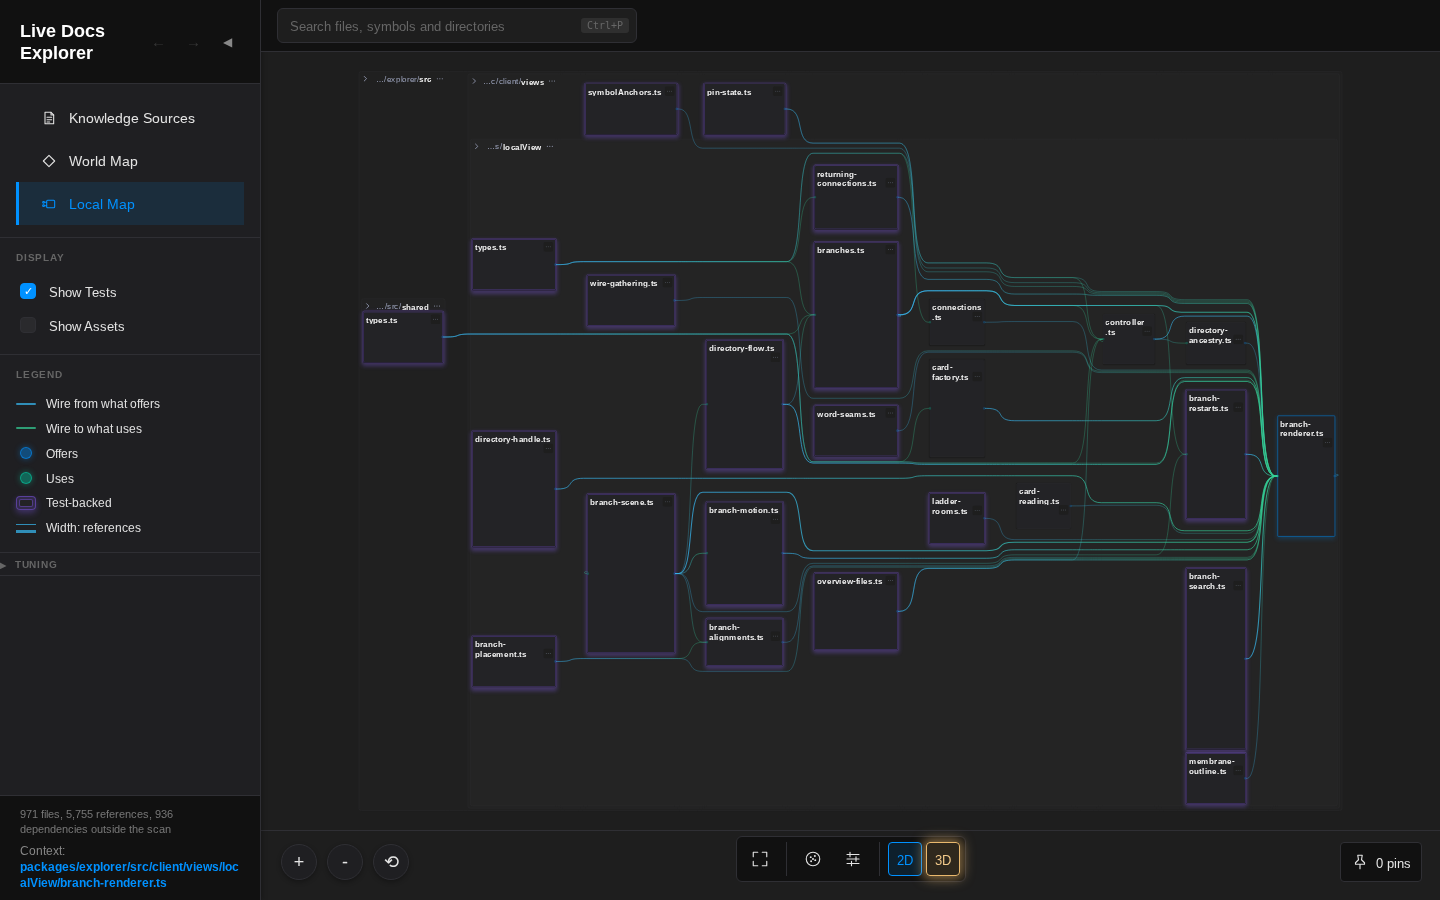 Live Docs
Explorer
Search files, symbols and directories
Ctrl+P
Knowledge Sources
World Map
Local Map
DISPLAY
Show Tests
Show Assets
LEGEND
Wire from what offers
Wire to what uses
Offers
Uses
Test-backed
Width: references
TUNING
971 files, 5,755 references, 936
dependencies outside the scan
Context:
packages/explorer/src/client/views/loc
alView/branch-renderer.ts
.../explorer/src
...c/client/views
symbolAnchors.ts
pin-state.ts
...s/localView
returning-
connections.ts
types.ts
branches.ts
wire-gathering.ts
.../src/shared
types.ts
connections
.ts
controller
.ts
directory-
ancestry.ts
directory-flow.ts
card-
factory.ts
branch-
restarts.ts
word-seams.ts
branch-
renderer.ts
directory-handle.ts
branch-scene.ts
branch-motion.ts
ladder-
rooms.ts
card-
reading.ts
overview-files.ts
branch-
search.ts
branch-
alignments.ts
branch-
placement.ts
membrane-
outline.ts
+
-
2D
3D
0 pins